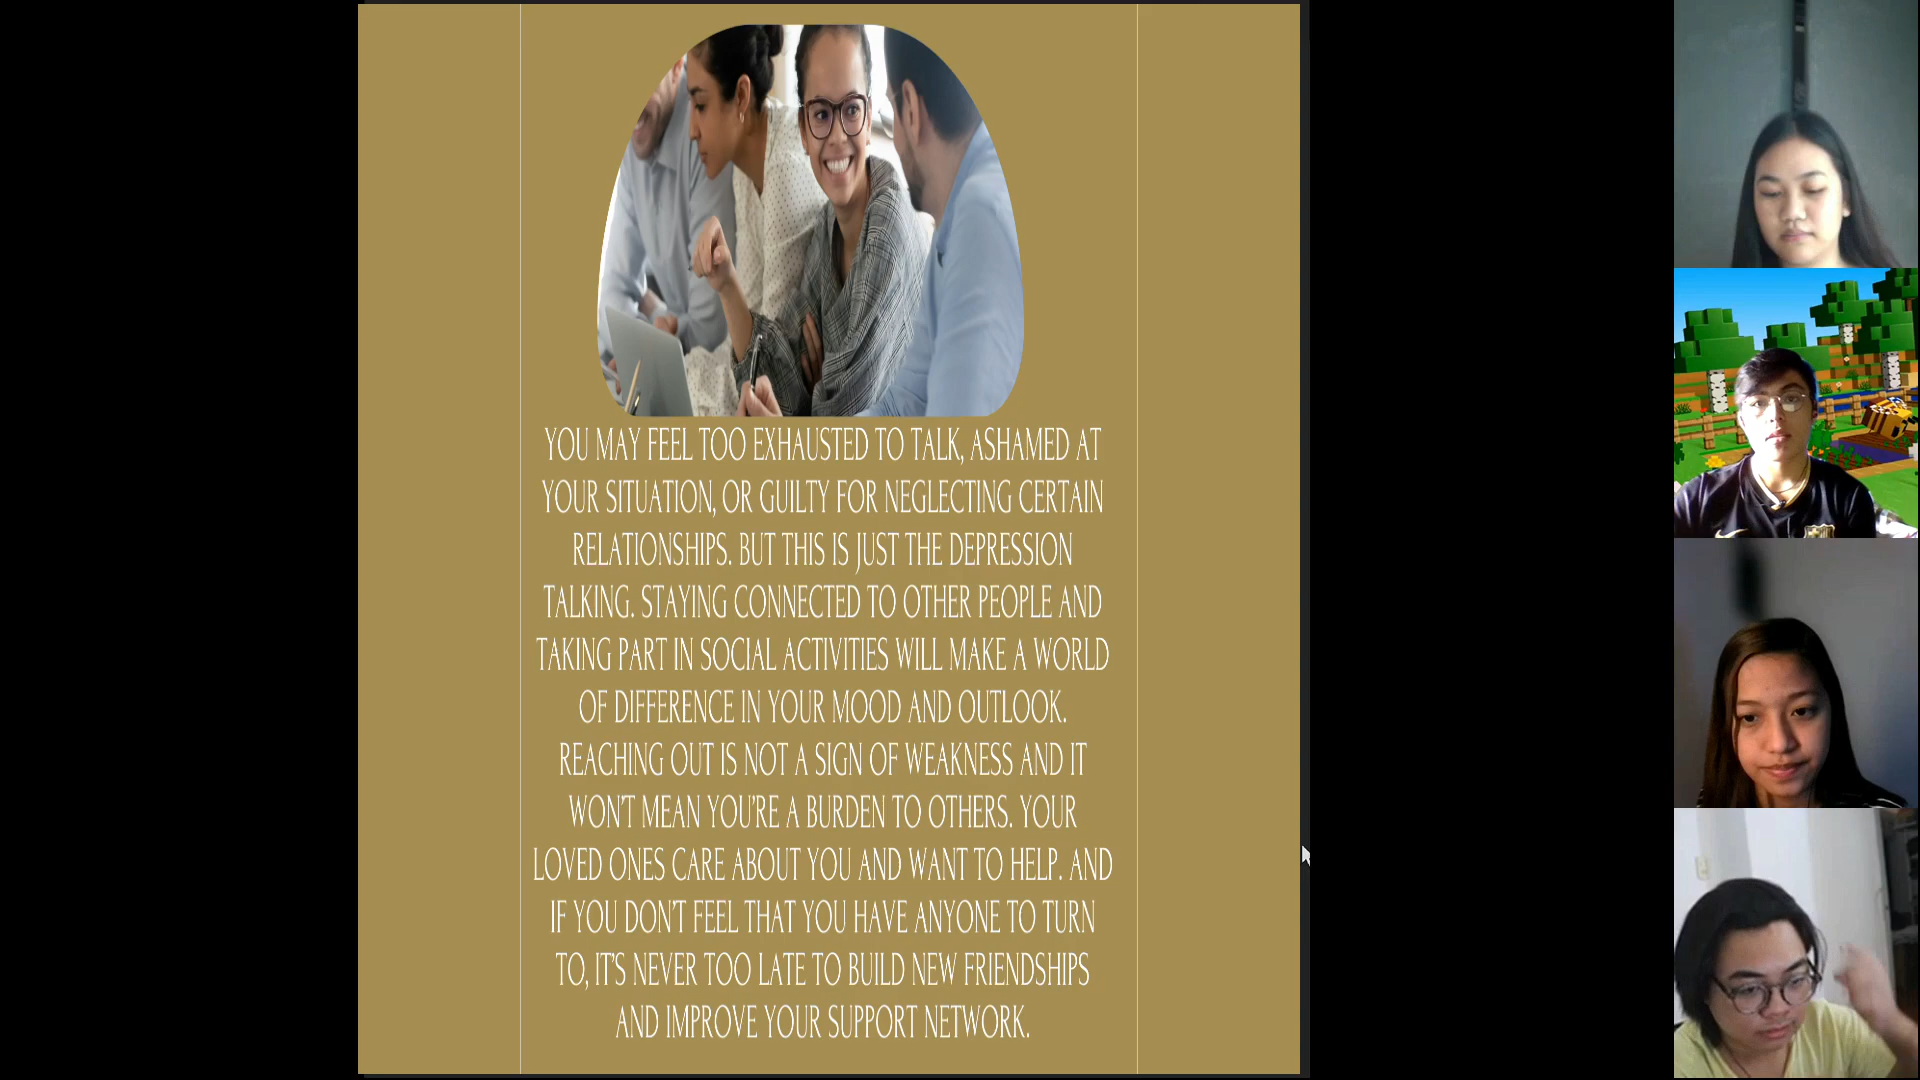 YOU MAY FEEL TOO EXHAUSTED TO TALK, ASHAMED AT
YOUR SITUATION, OR GUILTY FOR NEGLECTING CERTAIN
RELATIONSHIPS. BUT THIS IS JUST THE DEPRESSION
TALKING. STAYING CONNECTED TO OTHER PEOPLE AND
TAKING PART IN SOCIAL ACTIVITIES WILL MAKE A WORLD
OF DIFFERENCE IN YOUR MOOD AND OUTLOOK.
REACHING OUT IS NOT A SIGN OF WEAKNESS AND IT
WON'T MEAN YOU'RE A BURDEN TO OTHERS. YOUR
LOVED ONES CARE ABOUT YOU AND WANT TO HELP. AND
IF YOU DON'T FEEL THAT YOU HAVE ANYONE TO TURN
TO, IT'S NEVER TOO LATE TO BUILD NEW FRIENDSHIPS
AND IMPROVE YOUR SUPPORT NETWORK.